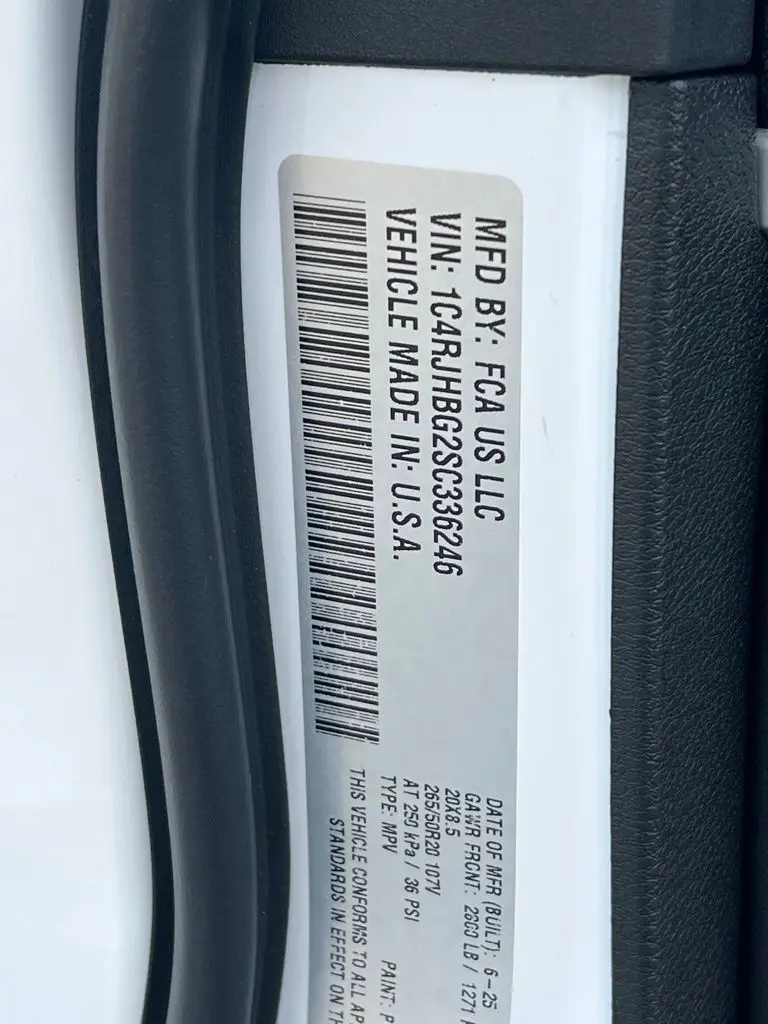 MFD BY: FCA US LLC
VIN: 1C4RJHBG2SC336246
VEHICLE MADE IN: U.S.A.
DATE OF MFR (BUILT): 6-25
GAWR FRONT: 2800 LB / 1271
20X8.5
265/50R20 107V
AT 250 kPa / 36 PSI
TYPE: MPV PAINT: P
THIS VEHICLE CONFORMS TO ALL AP
STANDARDS IN EFFECT ON TH